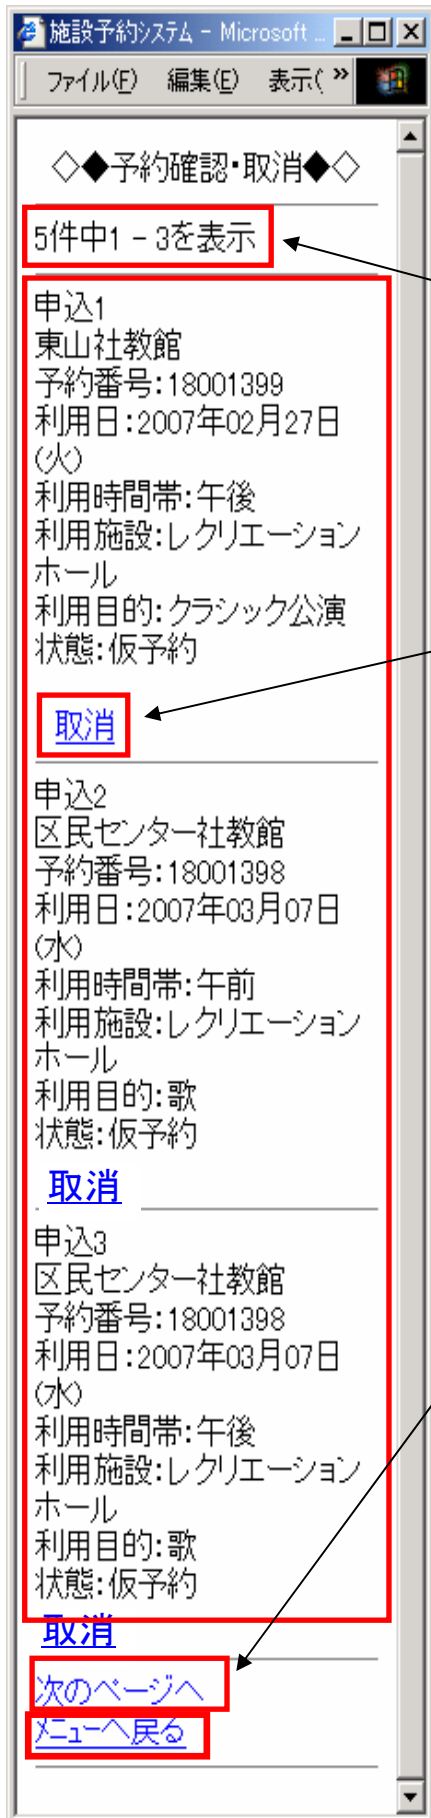 施設予約システム - Microsoft ...
ファイル(F) 編集(E) 表示( »
◇◆予約確認・取消◆◇
5件中1 - 3を表示
申込1
東山社教館
予約番号:18001399
利用日:2007年02月27日
(火)
利用時間帯:午後
利用施設:レクリエーション
ホール
利用目的:クラシック公演
状態:仮予約
取消
申込2
区民センター社教館
予約番号:18001398
利用日:2007年03月07日
(水)
利用時間帯:午前
利用施設:レクリエーション
ホール
利用目的:歌
状態:仮予約
取消
申込3
区民センター社教館
予約番号:18001398
利用日:2007年03月07日
(水)
利用時間帯:午後
利用施設:レクリエーション
ホール
利用目的:歌
状態:仮予約
取消
次のページへ
メニューへ戻る